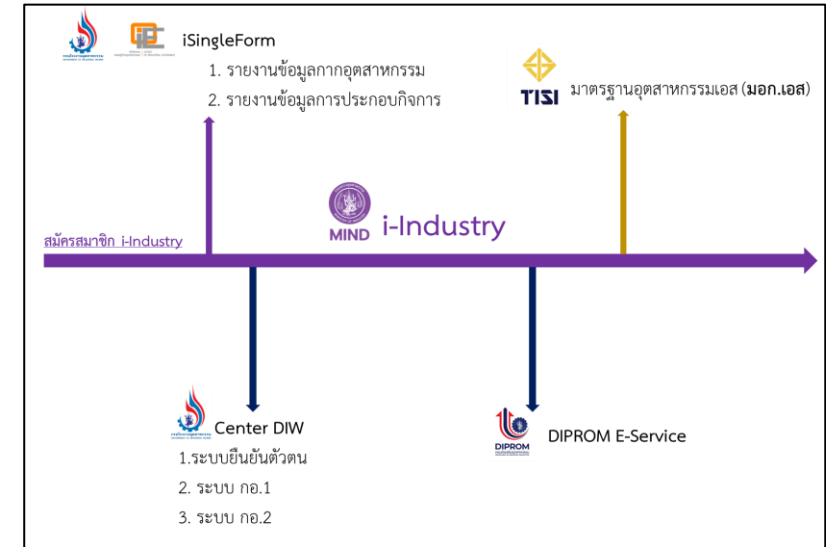 iSingleForm
1. รายงานข้อมูลกากอุตสาหกรรม
2. รายงานข้อมูลการประกอบกิจการ
TISI
มาตรฐานอุตสาหกรรมเอส (มอก.เอส)
MIND
i-Industry
สมัครสมาชิก i-Industry
Center DIW
1.ระบบยืนยันตัวตน
2. ระบบ กอ.1
3. ระบบ กอ.2
DIPROM
DIPROM E-Service